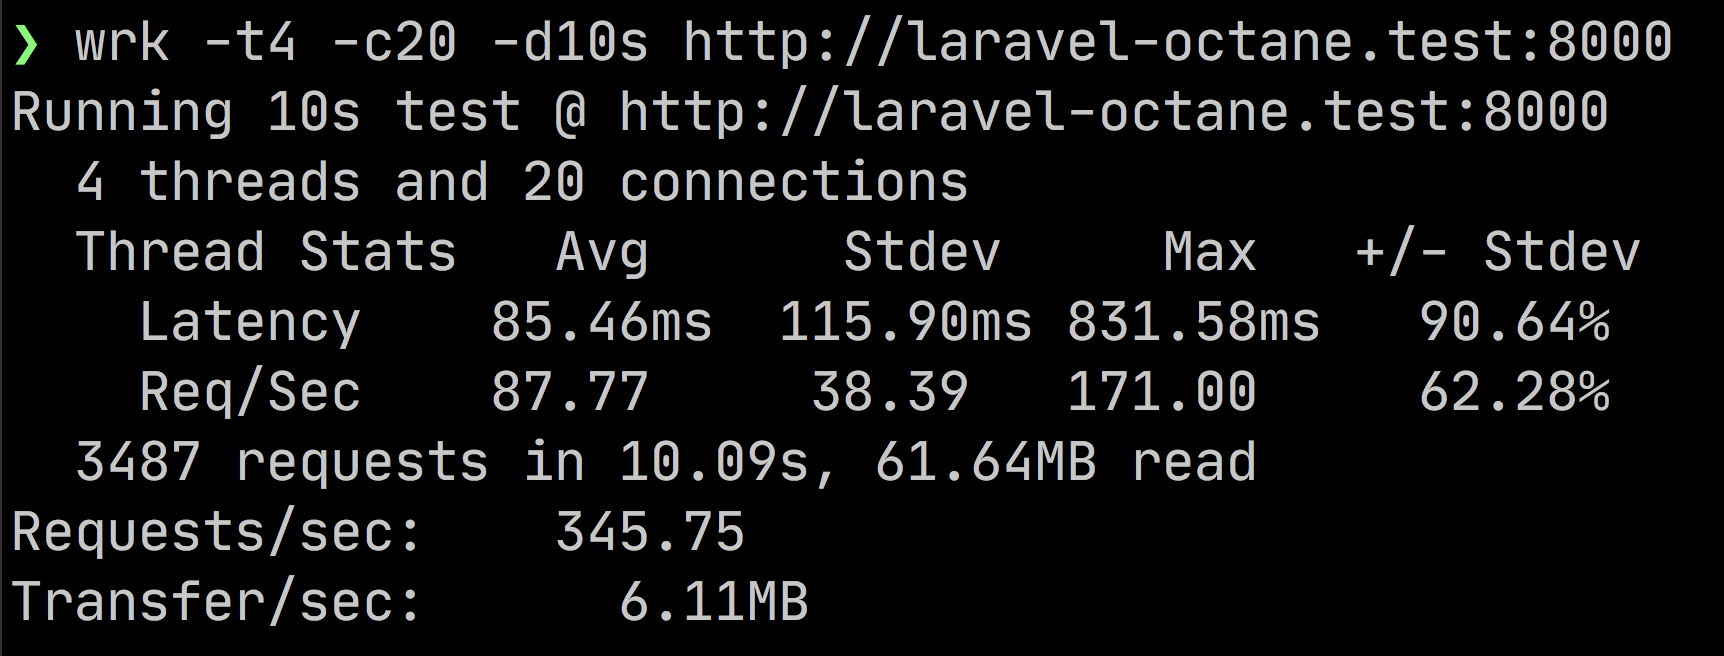 ❯ wrk -t4 -c20 -d10s http://laravel-octane.test:8000
Running 10s test @ http://laravel-octane.test:8000
  4 threads and 20 connections
  Thread Stats   Avg      Stdev     Max   +/- Stdev
    Latency    85.46ms  115.90ms 831.58ms   90.64%
    Req/Sec    87.77     38.39   171.00     62.28%
  3487 requests in 10.09s, 61.64MB read
Requests/sec:    345.75
Transfer/sec:      6.11MB